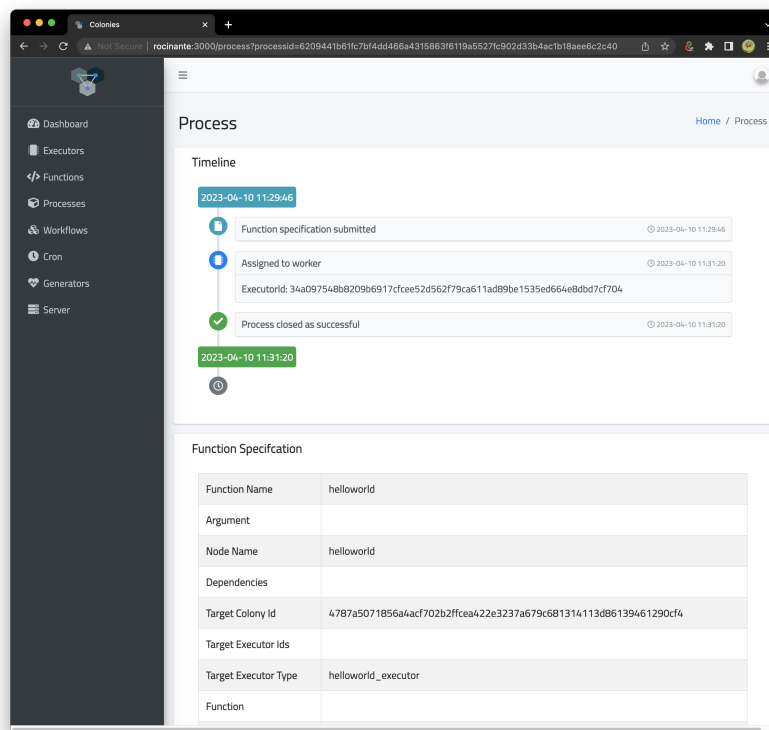 Colonies
Not Secure | rocinante:3000/process?processid=6209441b61fc7bf4dd466a4315863f6119a5527fc902d33b4ac1b18aee6c2c40
Dashboard
Executors
Functions
Processes
Workflows
Cron
Generators
Server
Process
Home / Process
Timeline
2023-04-10 11:29:46
Function specification submitted 2023-04-10 11:29:46
Assigned to worker 2023-04-10 11:31:20
ExecutorId: 34a097548b8209b6917cfcee52d562f79ca611ad89be1535ed664e8dbd7cf704
Process closed as successful 2023-04-10 11:31:20
2023-04-10 11:31:20
Function Specifcation
Function Name helloworld
Argument
Node Name helloworld
Dependencies
Target Colony Id 4787a5071856a4acf702b2ffcea422e3237a679c681314113d86139461290cf4
Target Executor Ids
Target Executor Type helloworld_executor
Function